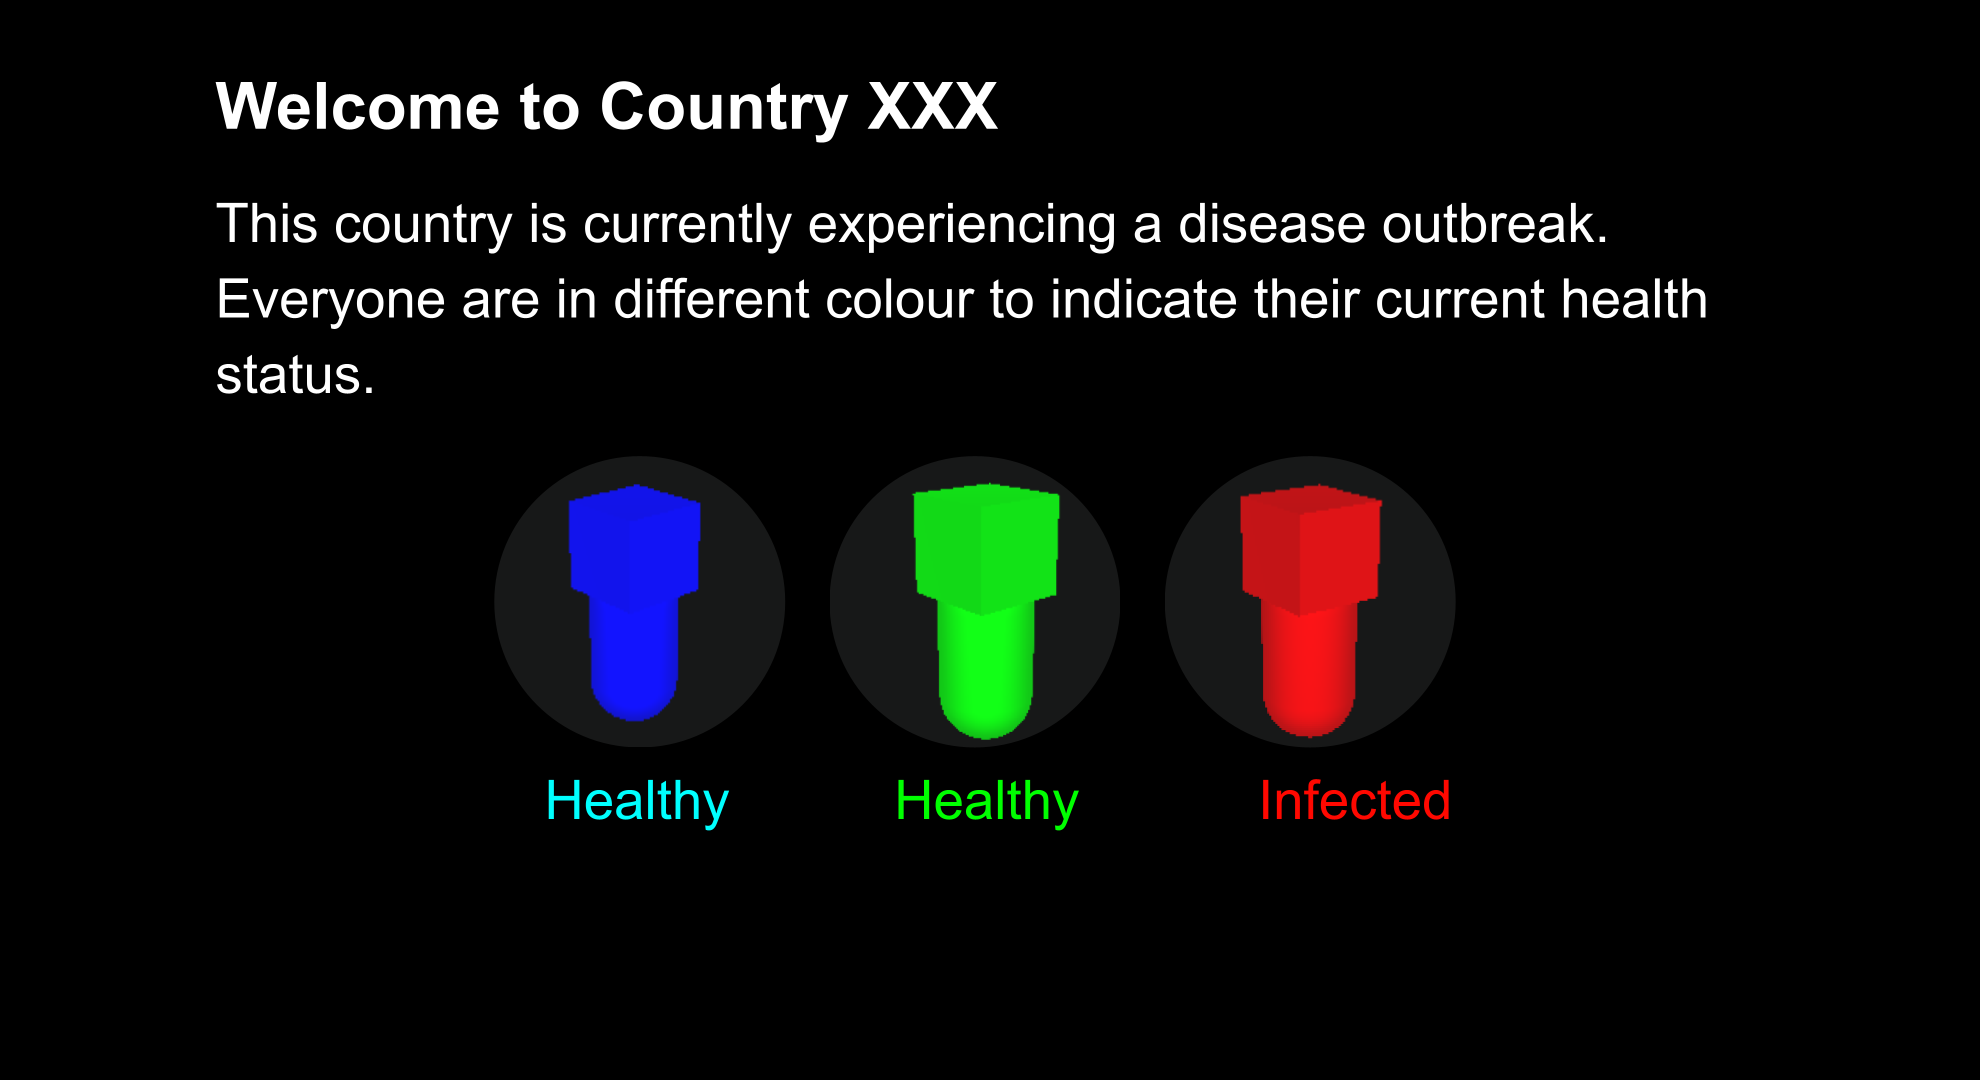 Welcome to Country XXX
This country is currently experiencing a disease outbreak.
Everyone are in different colour to indicate their current health
status.
Healthy
Healthy
Infected